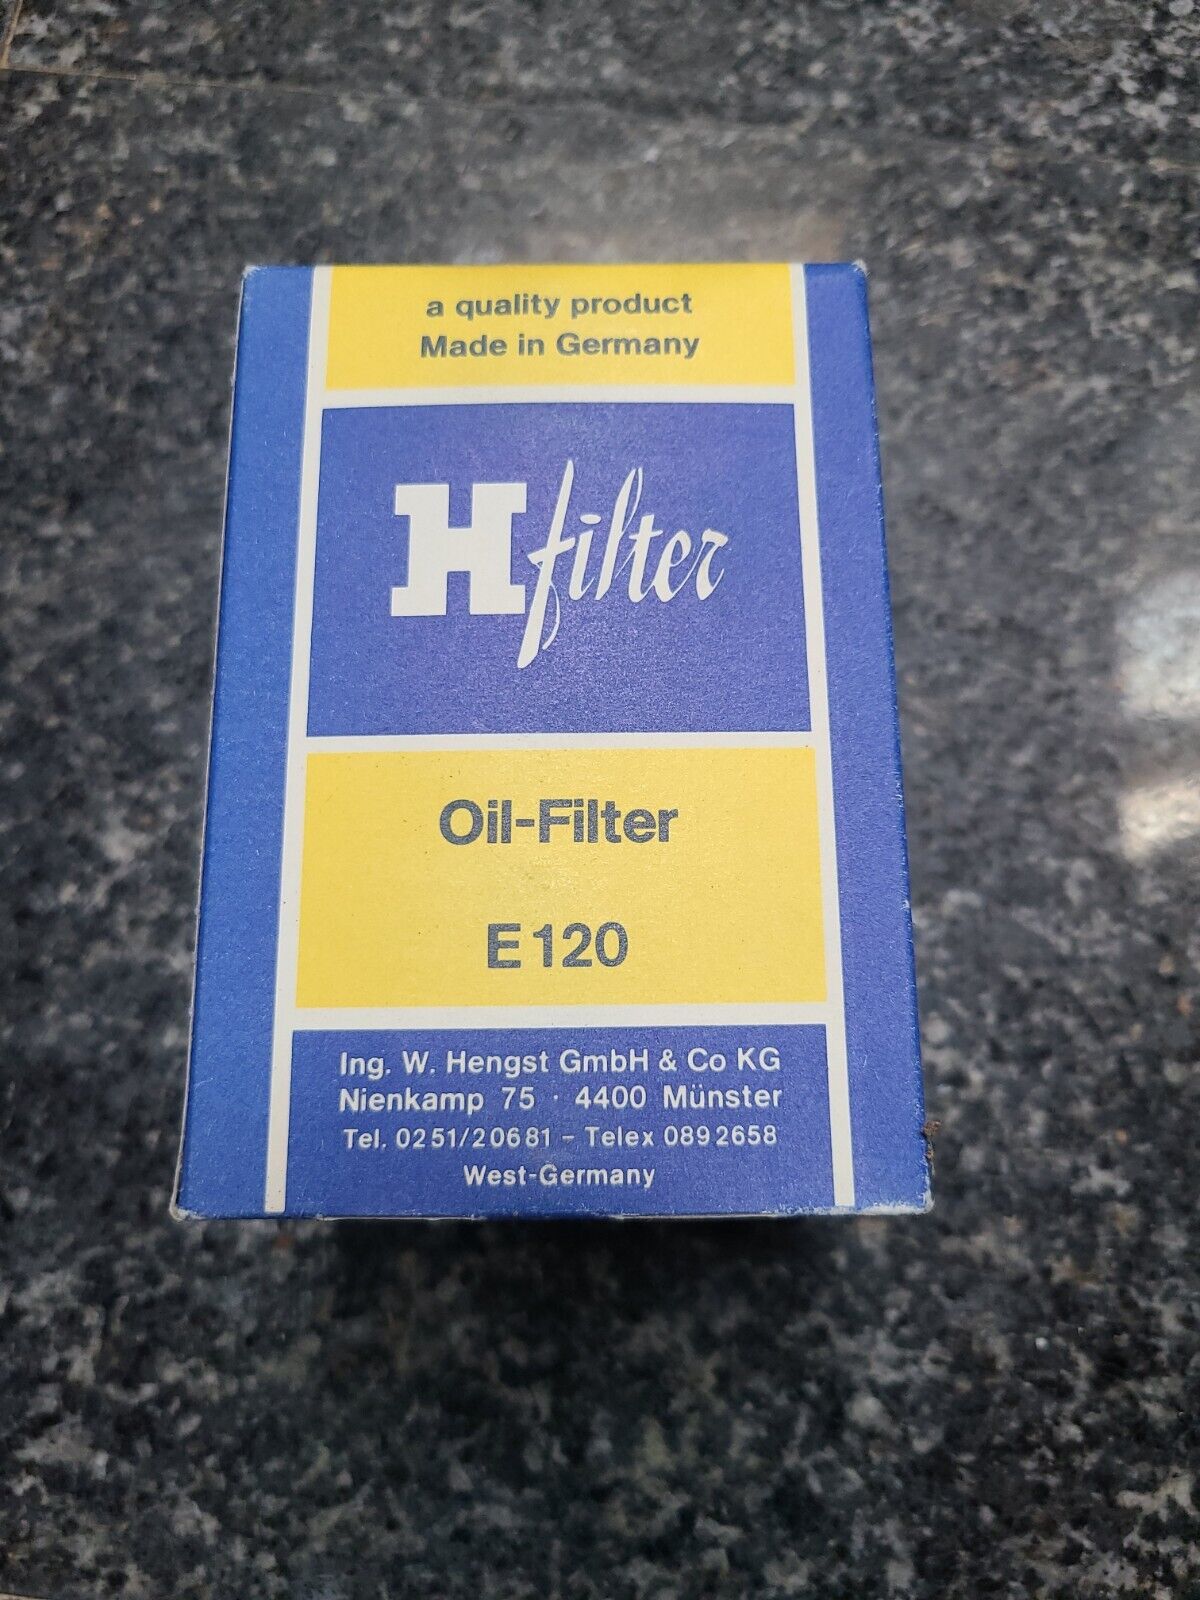 a quality product
Made in Germany
Hfilter
Oil-Filter
E 120
Ing. W. Hengst GmbH & Co KG
Nienkamp 75 · 4400 Münster
Tel. 0251/20681 - Telex 0892658
West-Germany